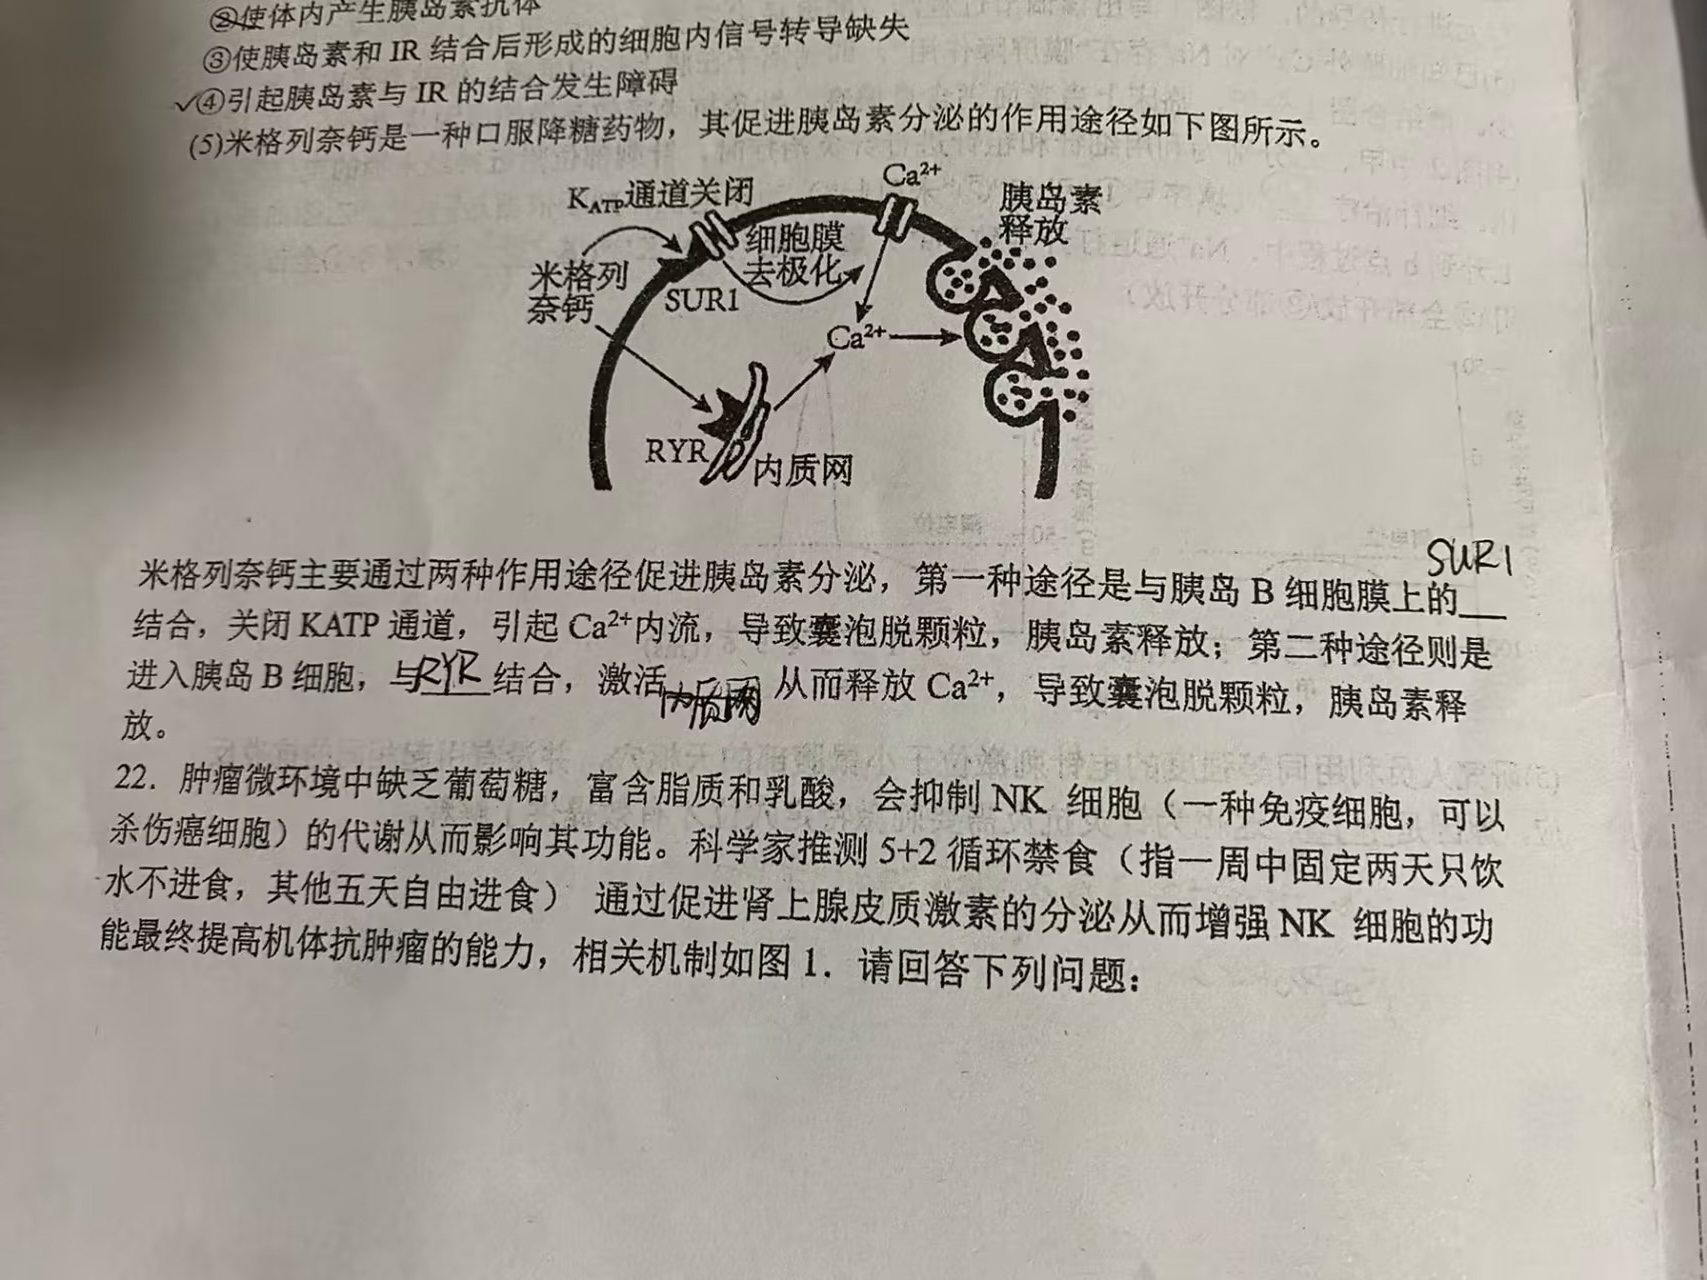 ②使体内产生胰岛素抗体
③使胰岛素和 IR 结合后形成的细胞内信号转导缺失
✓④引起胰岛素与 IR 的结合发生障碍
(5)米格列奈钙是一种口服降糖药物，其促进胰岛素分泌的作用途径如下图所示。
Ca²⁺
K_ATP通道关闭
胰岛素
释放
细胞膜
去极化
米格列
奈钙
SUR1
Ca²⁺
RYR
内质网
SUR1
米格列奈钙主要通过两种作用途径促进胰岛素分泌，第一种途径是与胰岛 B 细胞膜上的___
结合，关闭 KATP 通道，引起 Ca²⁺内流，导致囊泡脱颗粒，胰岛素释放；第二种途径则是
进入胰岛 B 细胞，与RYR结合，激活内质网从而释放 Ca²⁺，导致囊泡脱颗粒，胰岛素释
放。
22．肿瘤微环境中缺乏葡萄糖，富含脂质和乳酸，会抑制 NK 细胞（一种免疫细胞，可以
杀伤癌细胞）的代谢从而影响其功能。科学家推测 5+2 循环禁食（指一周中固定两天只饮
水不进食，其他五天自由进食） 通过促进肾上腺皮质激素的分泌从而增强 NK 细胞的功
能最终提高机体抗肿瘤的能力，相关机制如图 1．请回答下列问题：